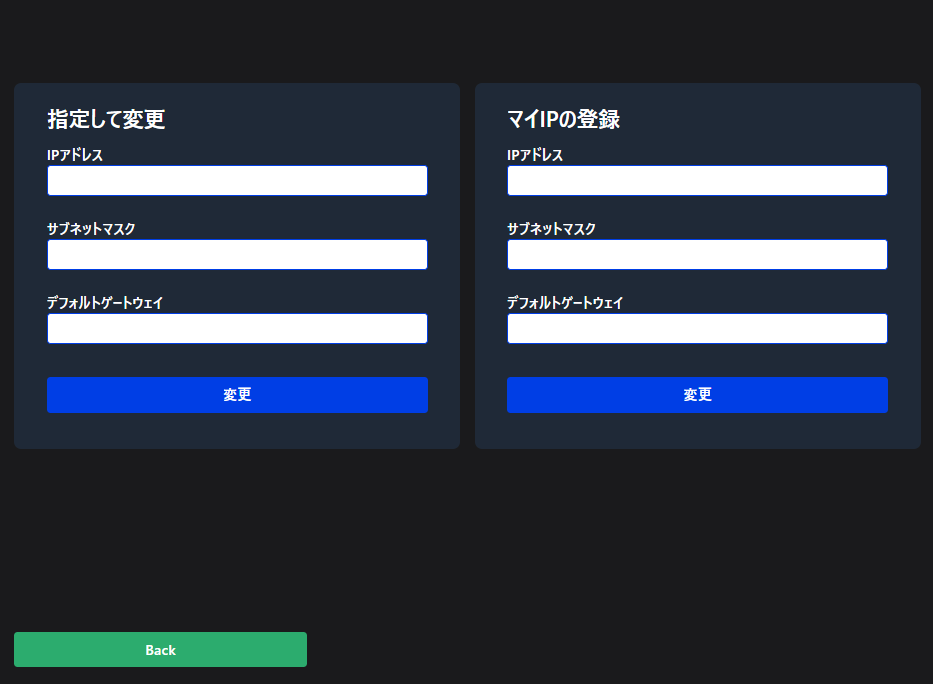 指定して変更
IPアドレス
サブネットマスク
デフォルトゲートウェイ
変更
マイIPの登録
IPアドレス
サブネットマスク
デフォルトゲートウェイ
変更
Back